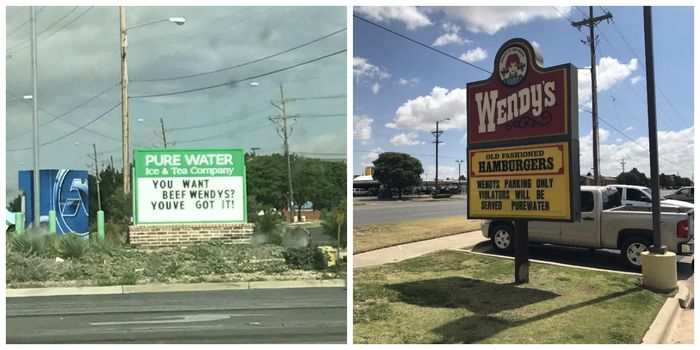 PURE WATER
Ice & Tea Company
YOU WANT
BEEF WENDYS?
YOUVE GOT IT!
WENDY'S
OLD FASHIONED
HAMBURGERS
WENDYS PARKING ONLY
VIOLATORS WILL BE
SERVED PUREWATER